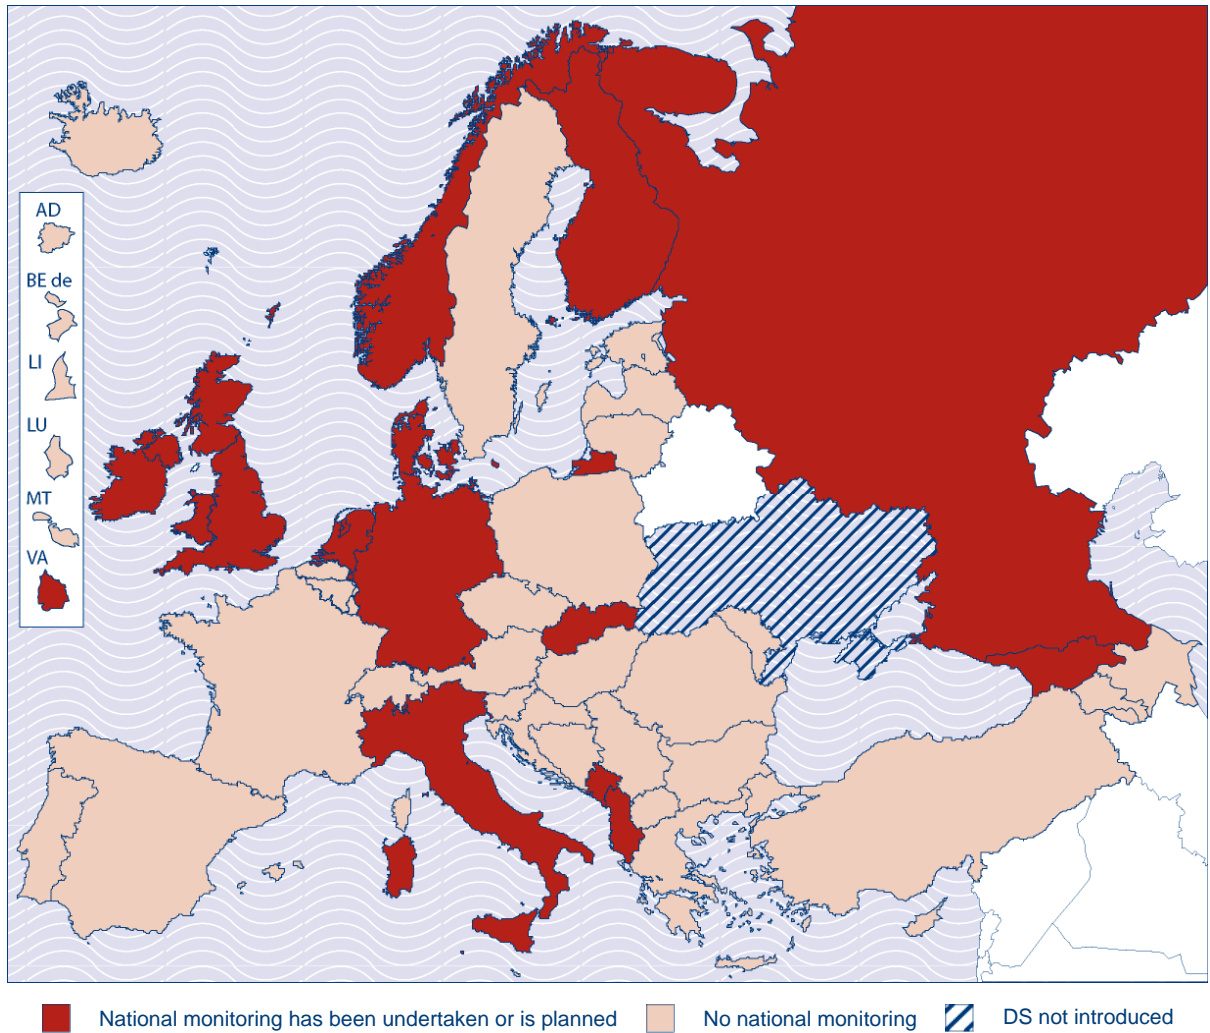 AD
BE de
LI
LU
MT
VA
National monitoring has been undertaken or is planned
No national monitoring
DS not introduced